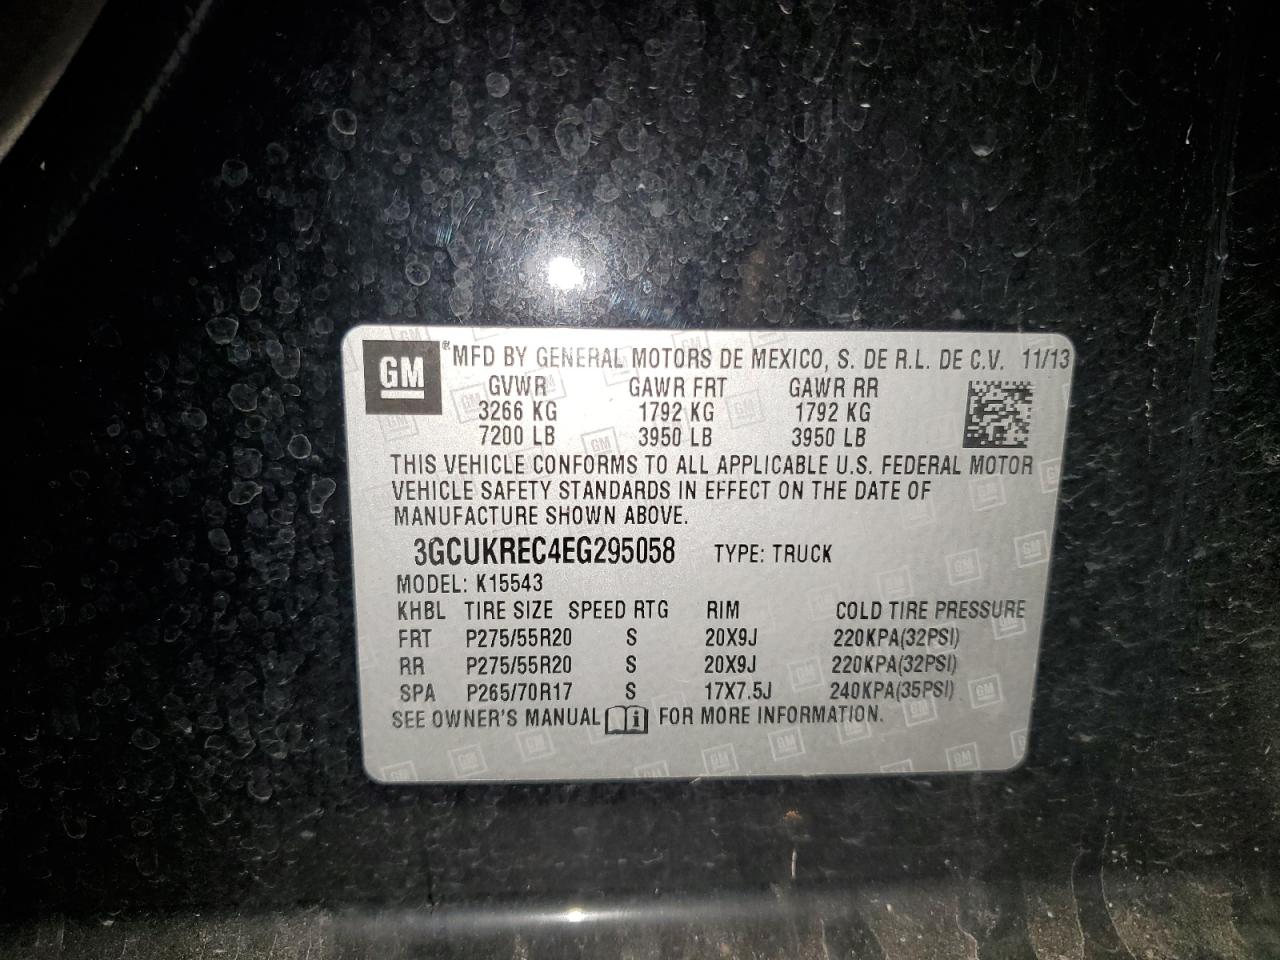 GM ® MFD BY GENERAL MOTORS DE MEXICO, S. DE R.L. DE C.V. 11/13
GVWR GAWR FRT GAWR RR
3266 KG 1792 KG 1792 KG
7200 LB 3950 LB 3950 LB
THIS VEHICLE CONFORMS TO ALL APPLICABLE U.S. FEDERAL MOTOR
VEHICLE SAFETY STANDARDS IN EFFECT ON THE DATE OF
MANUFACTURE SHOWN ABOVE.
3GCUKREC4EG295058 TYPE: TRUCK
MODEL: K15543
KHBL TIRE SIZE SPEED RTG RIM COLD TIRE PRESSURE
FRT P275/55R20 S 20X9J 220KPA(32PSI)
RR P275/55R20 S 20X9J 220KPA(32PSI)
SPA P265/70R17 S 17X7.5J 240KPA(35PSI)
SEE OWNER'S MANUAL i FOR MORE INFORMATION.